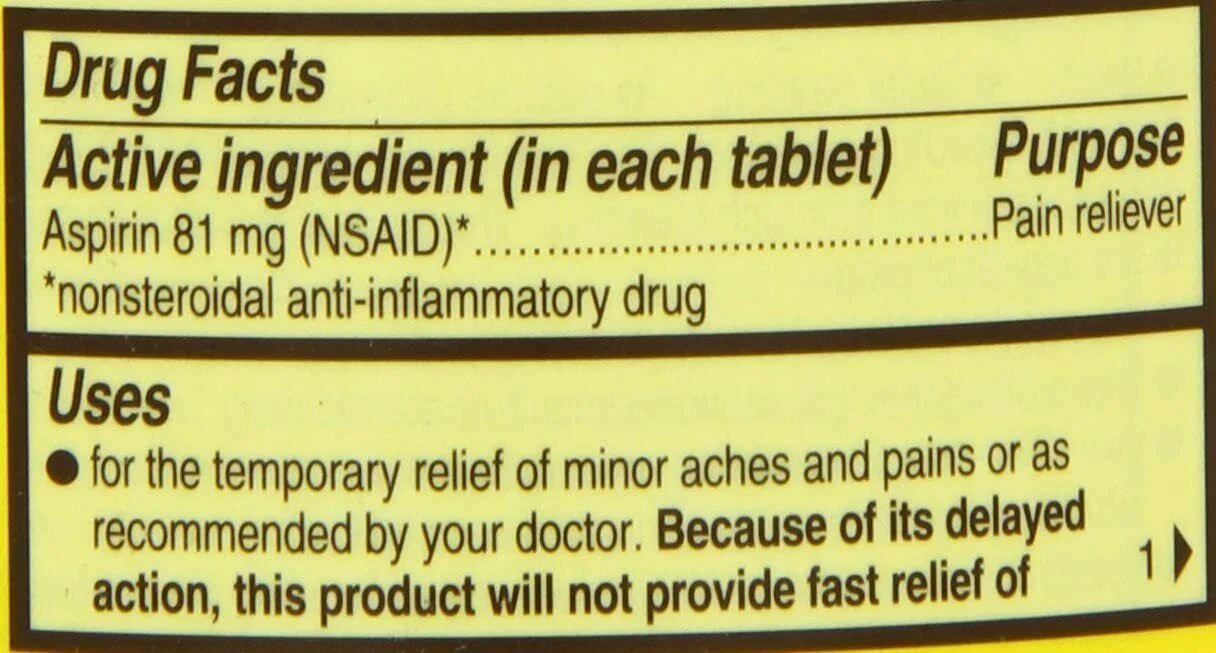 Drug Facts
Active ingredient (in each tablet) Purpose
Aspirin 81 mg (NSAID)*......................................Pain reliever
*nonsteroidal anti-inflammatory drug
Uses
● for the temporary relief of minor aches and pains or as
recommended by your doctor. Because of its delayed
action, this product will not provide fast relief of
1 ▶